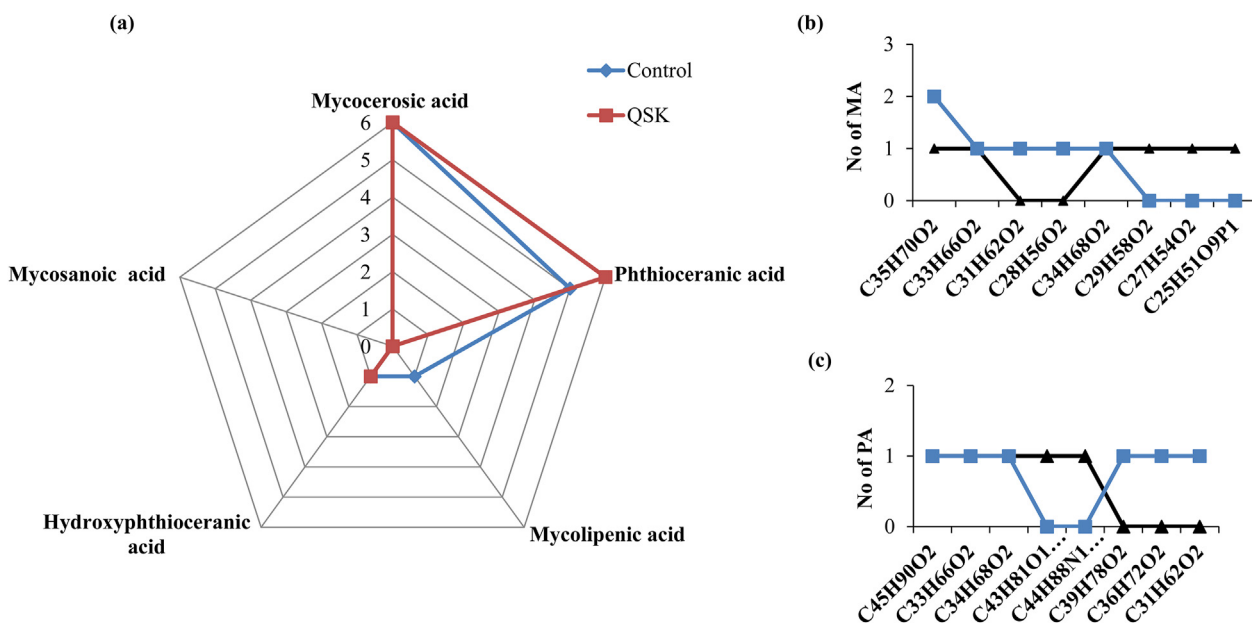 (a)
Control
QSK
Mycocerosic acid
6
5
4
3
2
1
0
Phthioceranic acid
Mycolipenic acid
Hydroxyphthioceranic
acid
Mycosanoic acid
(b)
No of MA
3
2
1
0
C35H70O2
C33H66O2
C31H62O2
C28H56O2
C34H68O2
C29H58O2
C27H54O2
C25H51O9P1
(c)
No of PA
2
1
0
C45H90O2
C33H66O2
C34H68O2
C43H81O1…
C44H88N1…
C39H78O2
C36H72O2
C31H62O2